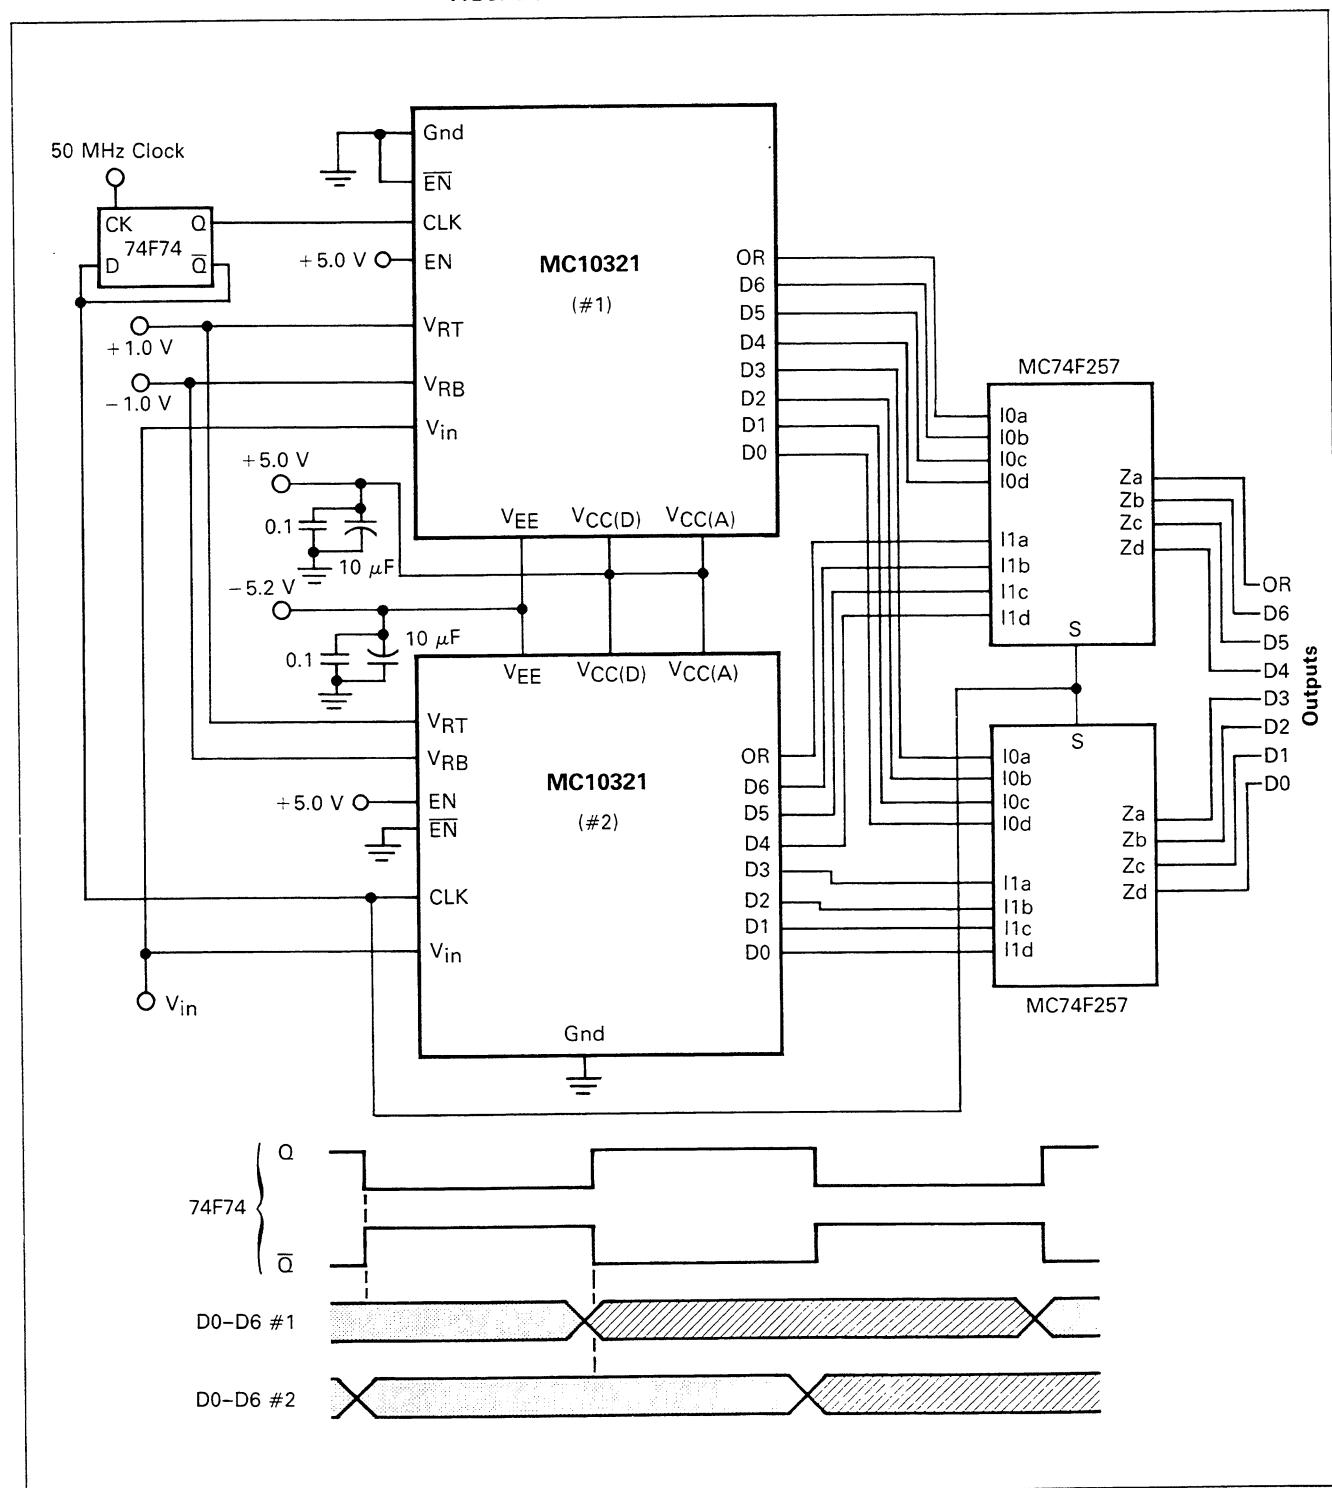 50 MHz Clock
CK
Q
74F74
D
Q̅
Gnd
E̅N̅
CLK
+5.0 V
EN
+1.0 V
VRT
−1.0 V
VRB
Vin
MC10321
(#1)
OR
D6
D5
D4
D3
D2
D1
D0
VEE
VCC(D)
VCC(A)
+5.0 V
0.1
10 μF
−5.2 V
0.1
10 μF
VEE
VCC(D)
VCC(A)
VRT
VRB
+5.0 V
EN
E̅N̅
CLK
Vin
Vin
MC10321
(#2)
Gnd
OR
D6
D5
D4
D3
D2
D1
D0
MC74F257
I0a
I0b
I0c
I0d
I1a
I1b
I1c
I1d
Za
Zb
Zc
Zd
S
S
I0a
I0b
I0c
I0d
I1a
I1b
I1c
I1d
Za
Zb
Zc
Zd
MC74F257
OR
D6
D5
D4
D3
D2
D1
D0
Outputs
74F74
Q
Q̅
D0–D6 #1
D0–D6 #2